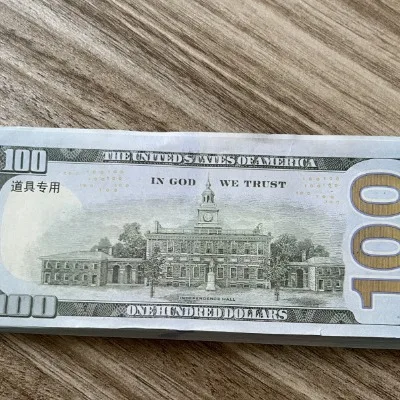 100
THE UNITED STATES OF AMERICA
道具专用
IN GOD WE TRUST
100
INDEPENDENCE HALL
100
ONE HUNDRED DOLLARS